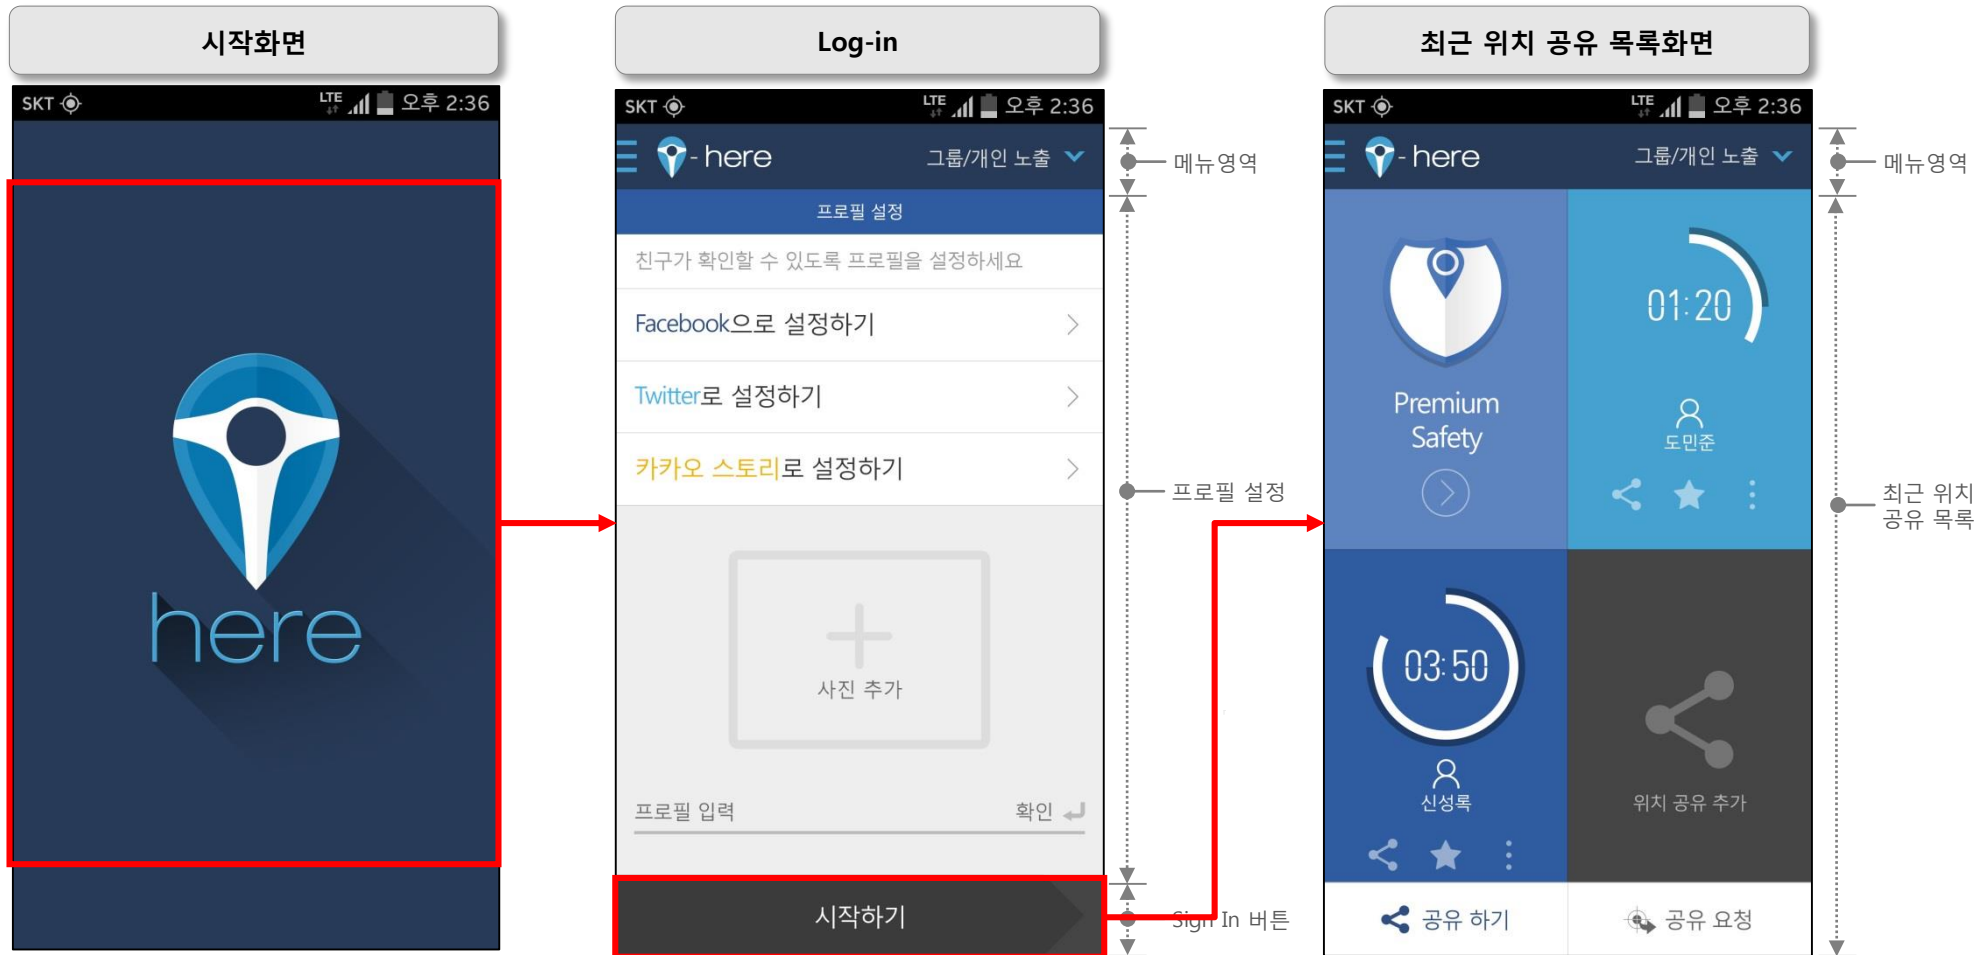 시작화면
SKT LTE 오후 2:36
here
Log-in
SKT LTE 오후 2:36
- here 그룹/개인 노출
프로필 설정
친구가 확인할 수 있도록 프로필을 설정하세요
Facebook으로 설정하기
Twitter로 설정하기
카카오 스토리로 설정하기
사진 추가
프로필 입력 확인
시작하기
메뉴영역
프로필 설정
Sign In 버튼
최근 위치 공유 목록화면
SKT LTE 오후 2:36
- here 그룹/개인 노출
Premium
Safety
01:20
도민준
03:50
신성록
위치 공유 추가
공유 하기
공유 요청
메뉴영역
최근 위치
공유 목록